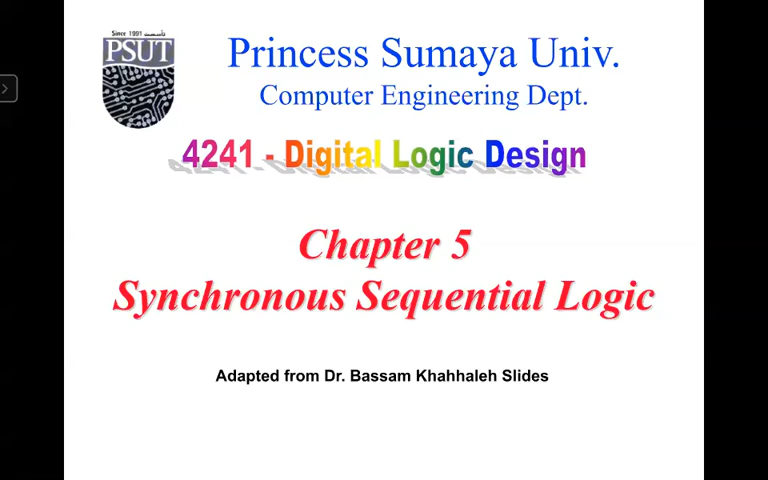 Since 1991 تأسست
PSUT
Princess Sumaya Univ.
Computer Engineering Dept.
4241 - Digital Logic Design
Chapter 5
Synchronous Sequential Logic
Adapted from Dr. Bassam Khahhaleh Slides